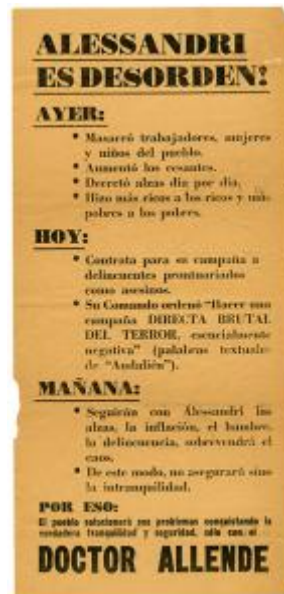 ALESSANDRI
ES DESORDEN!
AYER:
* Masacró trabajadores, mujeres
y niños del pueblo.
* Aumentó los cesantes.
* Decretó alzas día por día.
* Hizo más ricos a los ricos y más
pobres a los pobres.
HOY:
* Contrata para su campaña a
delincuentes prontuariados
como asesinos.
* Su Comando ordenó "Hacer una
campaña DIRECTA BRUTAL
DEL TERROR, esencialmente
negativa" (palabras textuales
de "Andalién").
MAÑANA:
* Seguirán con Alessandri las
alzas, la inflación, el hambre,
la delincuencia, sobrevendrá el
caos.
* De este modo, no asegurará sino
la intranquilidad.
POR ESO:
El pueblo solucionará sus problemas conquistando la
verdadera tranquilidad y seguridad, sólo con el
DOCTOR ALLENDE